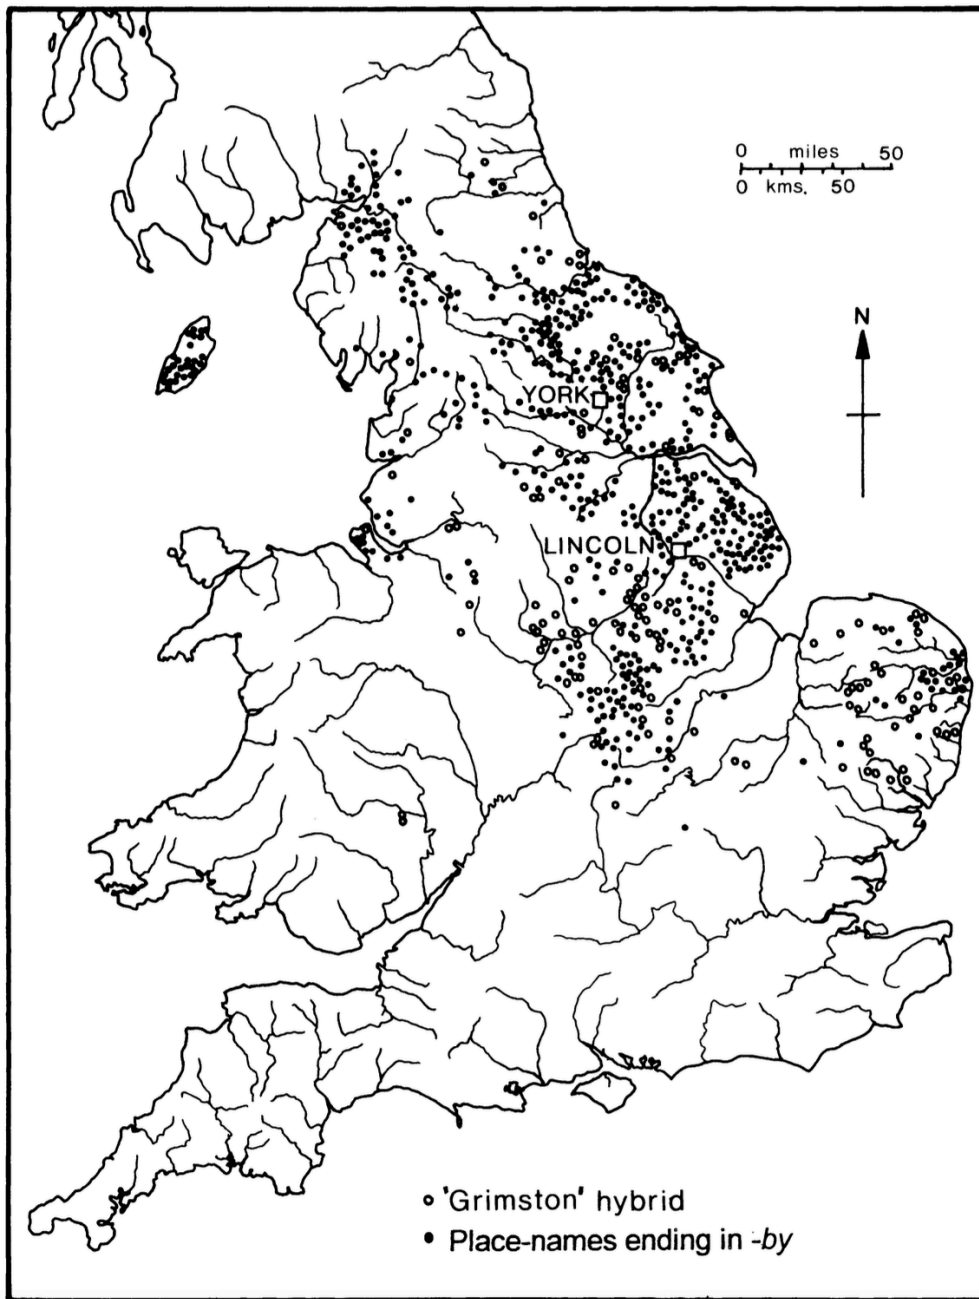 0 miles 50
0 kms. 50
N
YORK
LINCOLN
'Grimston' hybrid
Place-names ending in -by